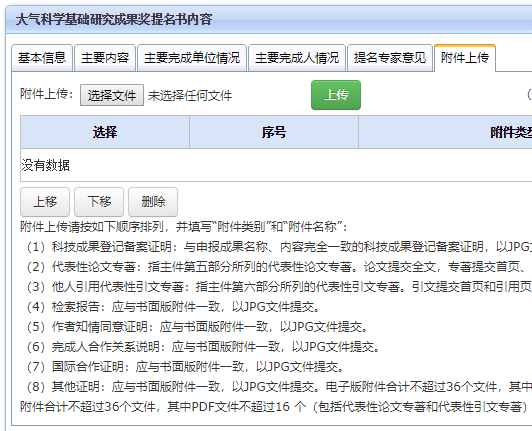 大气科学基础研究成果奖提名书内容
基本信息 主要内容 主要完成单位情况 主要完成人情况 提名专家意见 附件上传
附件上传： 选择文件 未选择任何文件 上传 （
选择 序号 附件类
没有数据
上移 下移 删除
附件上传请按如下顺序排列，并填写“附件类别”和“附件名称”：
（1）科技成果登记备案证明：与申报成果名称、内容完全一致的科技成果登记备案证明，以JPG
（2）代表性论文专著：指主件第五部分所列的代表性论文专著。论文提交全文，专著提交首页、
（3）他人引用代表性引文专著：指主件第六部分所列的代表性引文专著。引文提交首页和引用页
（4）检索报告：应与书面版附件一致，以JPG文件提交。
（5）作者知情同意证明：应与书面版附件一致，以JPG文件提交。
（6）完成人合作关系说明：应与书面版附件一致，以JPG文件提交。
（7）国际合作证明：应与书面版附件一致，以JPG文件提交。
（8）其他证明：应与书面版附件一致，以JPG文件提交。电子版附件合计不超过36个文件，其中
附件合计不超过36个文件，其中PDF文件不超过16 个（包括代表性论文专著和代表性引文专著）